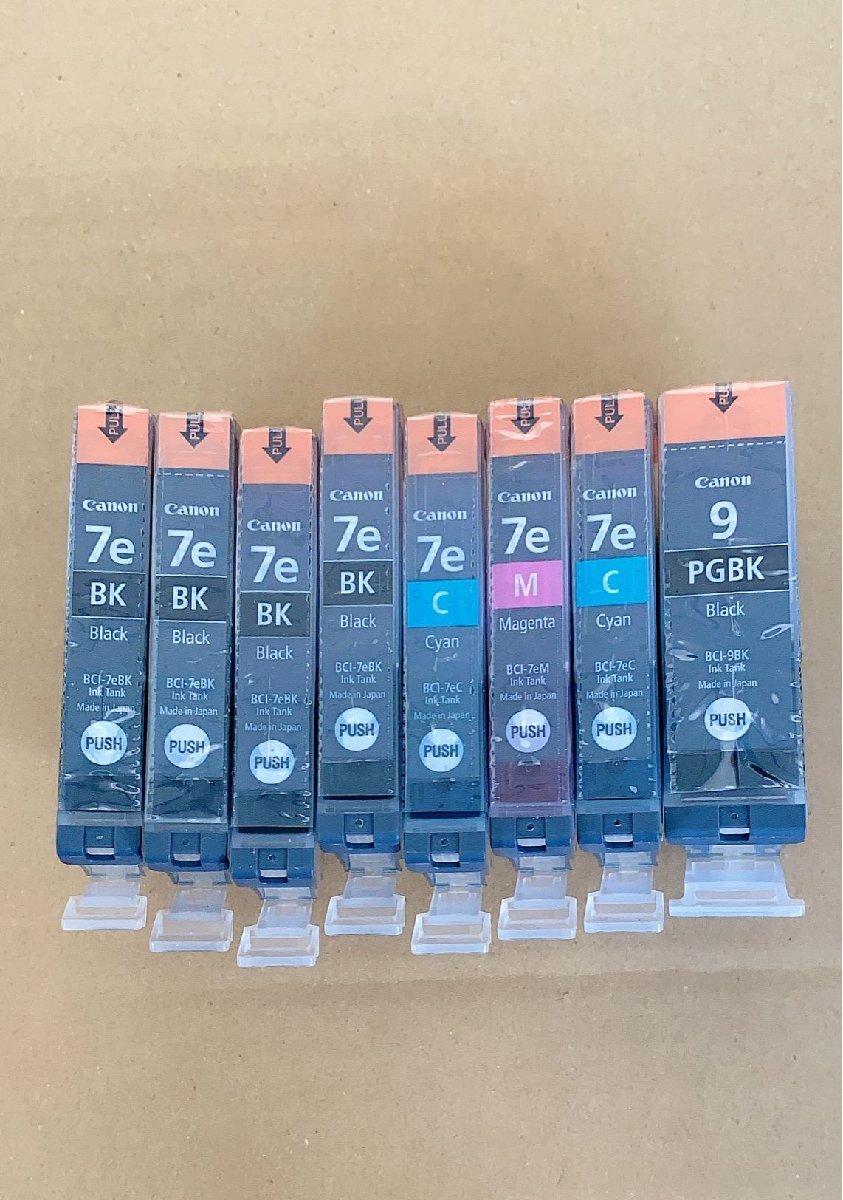 PULL
Canon
7e
BK
Black
BCI-7eBK
Ink Tank
Made in Japan
PUSH
PULL
Canon
7e
BK
Black
BCI-7eBK
Ink Tank
Made in Japan
PUSH
PULL
Canon
7e
BK
Black
BCI-7eBK
Ink Tank
Made in Japan
PUSH
PULL
Canon
7e
BK
Black
BCI-7eBK
Ink Tank
Made in Japan
PUSH
PULL
Canon
7e
C
Cyan
BCI-7eC
Ink Tank
Made in Japan
PUSH
PULL
Canon
7e
M
Magenta
BCI-7eM
Ink Tank
Made in Japan
PUSH
PULL
Canon
7e
C
Cyan
BCI-7eC
Ink Tank
Made in Japan
PUSH
PULL
Canon
9
PGBK
Black
BCI-9BK
Ink Tank
Made in Japan
PUSH